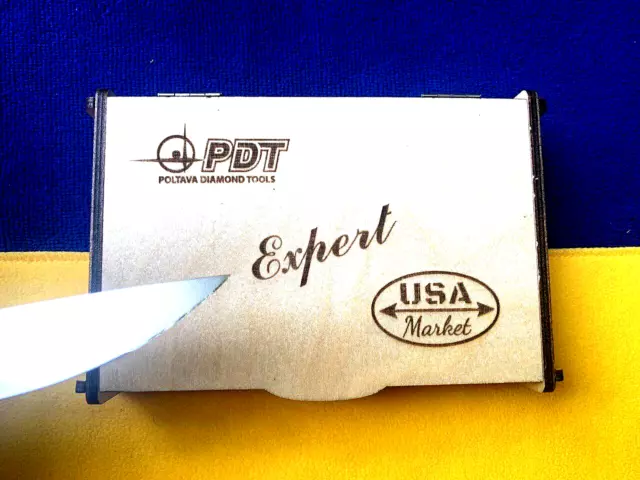 PDT
POLTAVA DIAMOND TOOLS
Expert
USA
Market